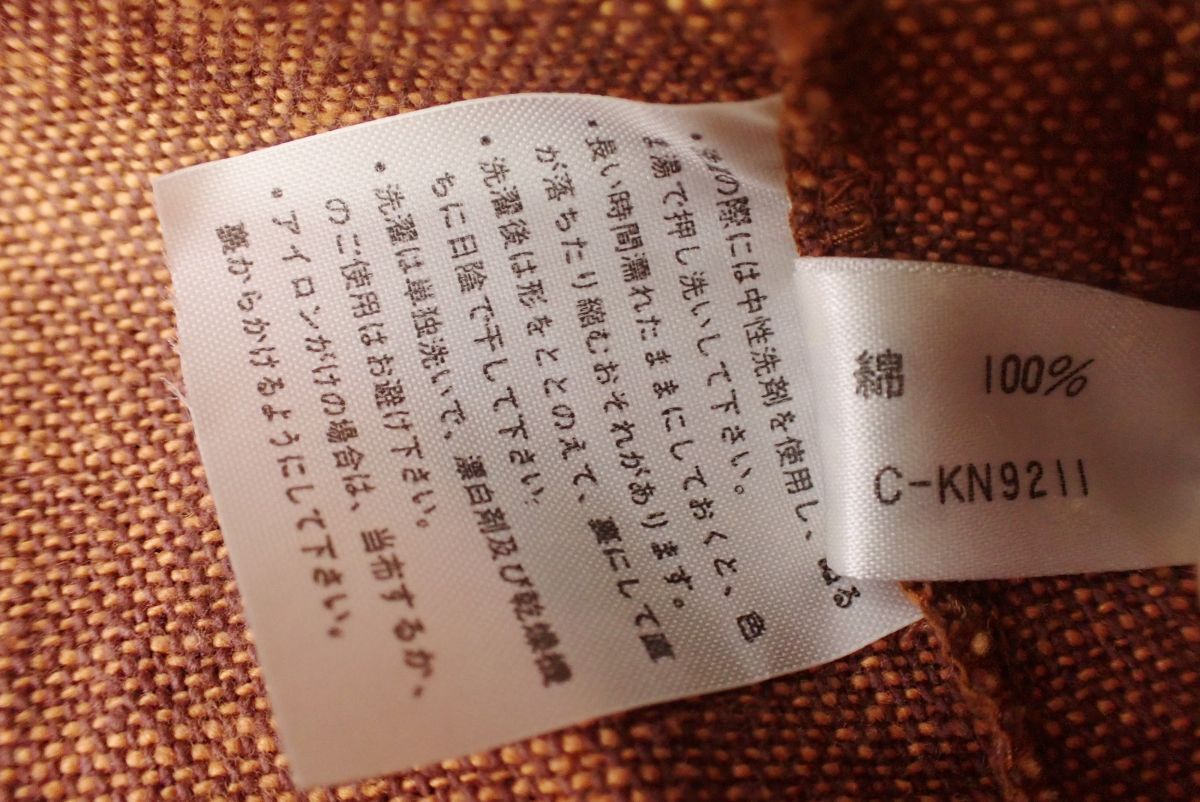 の際には中性洗剤を使用し、ぬる
ま湯で押し洗いして下さい。
・長い時間濡れたままにしておくと、色
が落ちたり縮むおそれがあります。
・洗濯後は形をととのえて、裏にして直
ちに日陰で干して下さい。
・洗濯は単独洗いで、漂白剤及び乾燥機
のご使用はお避け下さい。
・アイロンがけの場合は、当布するか、
裏からかけるようにして下さい。
綿 100%
C-KN9211